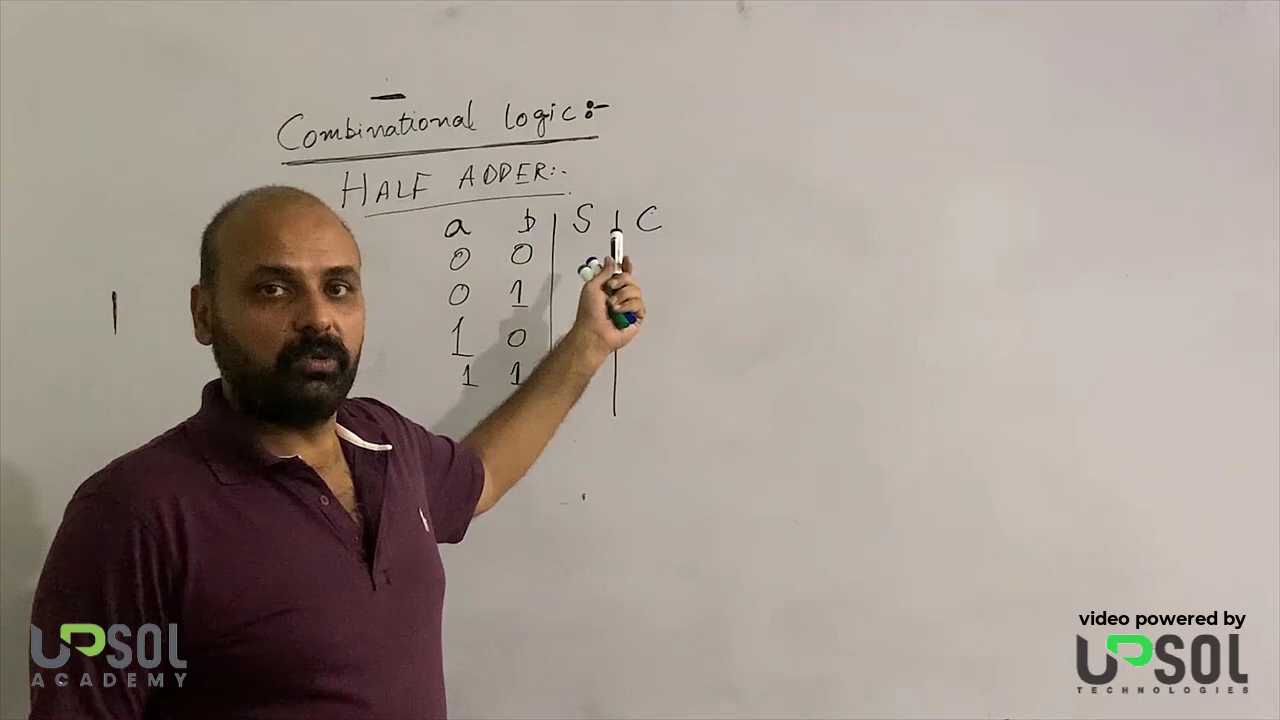 Combinational Logic:-
HALF ADDER:-
a b S C
0 0
0 1
1 0
1 1
UPSOL
ACADEMY
video powered by
UPSOL
TECHNOLOGIES